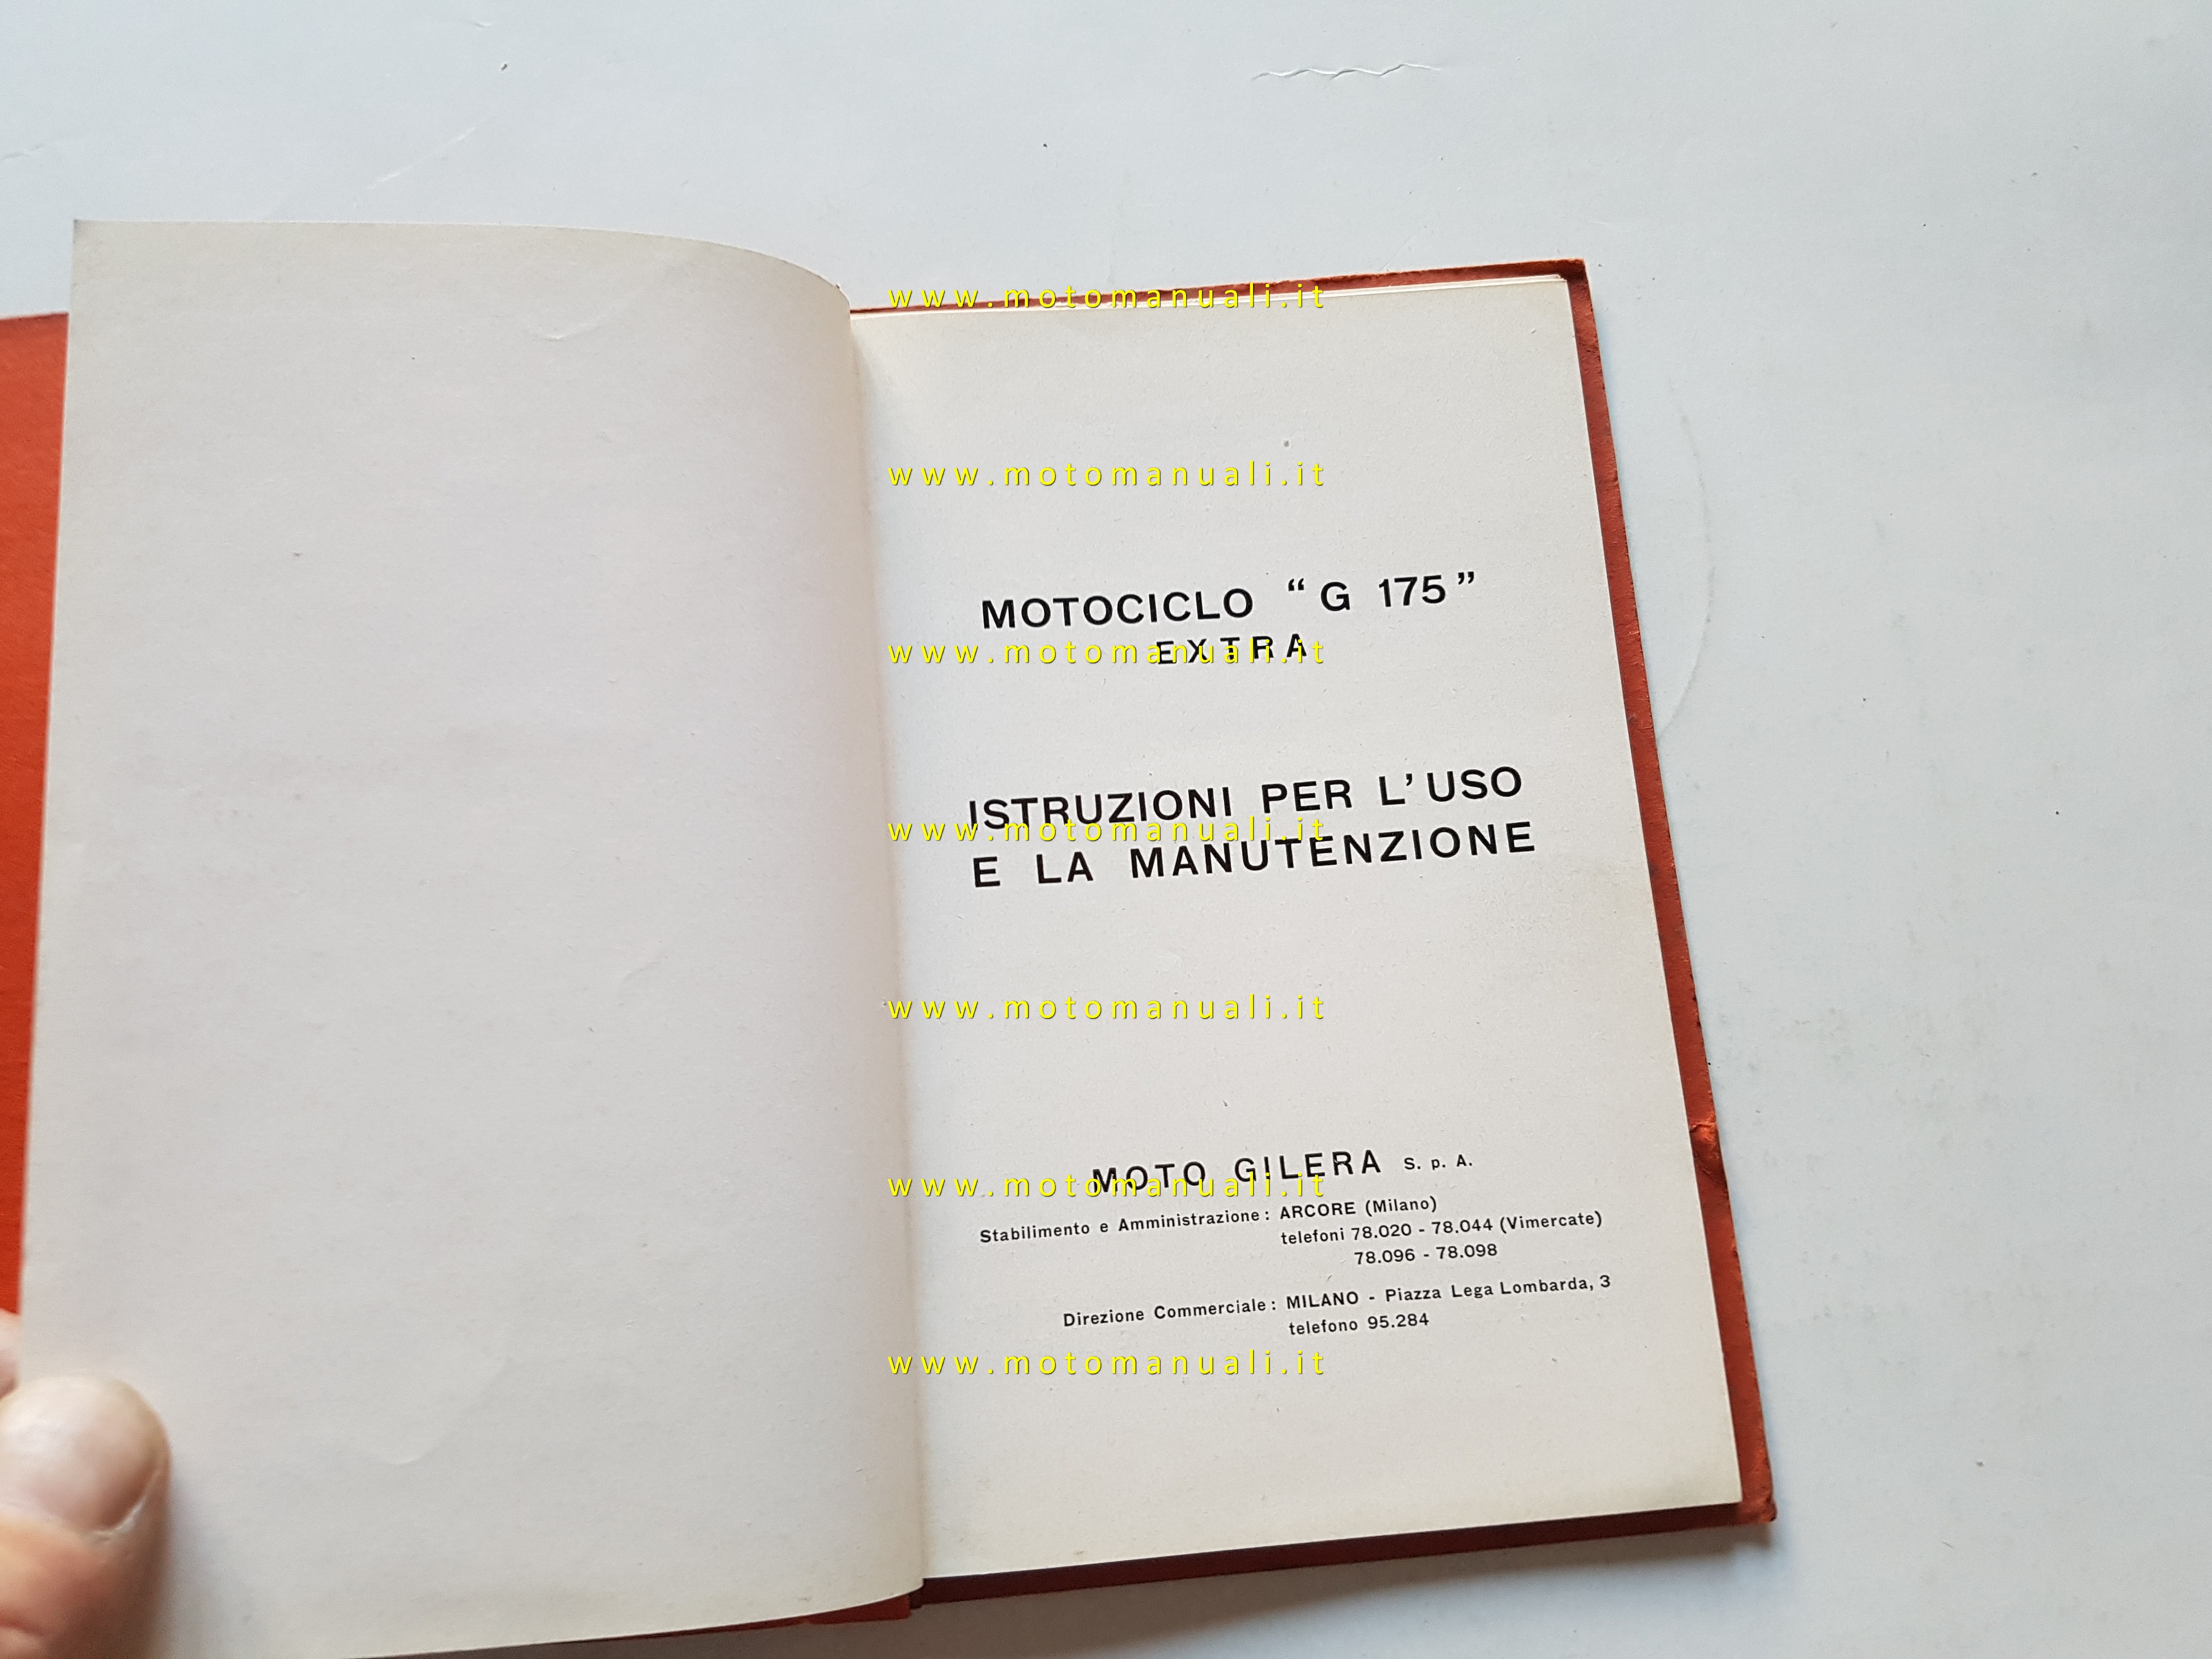 www.motomanuali.it
www.motomanuali.it
MOTOCICLO “ G 175 ”
EXTRA
www.motomanuali.it
ISTRUZIONI PER L' USO
www.motomanuali.it
E LA MANUTENZIONE
www.motomanuali.it
MOTO GILERA S. p. A.
www.motomanuali.it
Stabilimento e Amministrazione : ARCORE (Milano)
telefoni 78.020 - 78.044 (Vimercate)
78.096 - 78.098
Direzione Commerciale : MILANO - Piazza Lega Lombarda, 3
telefono 95.284
www.motomanuali.it